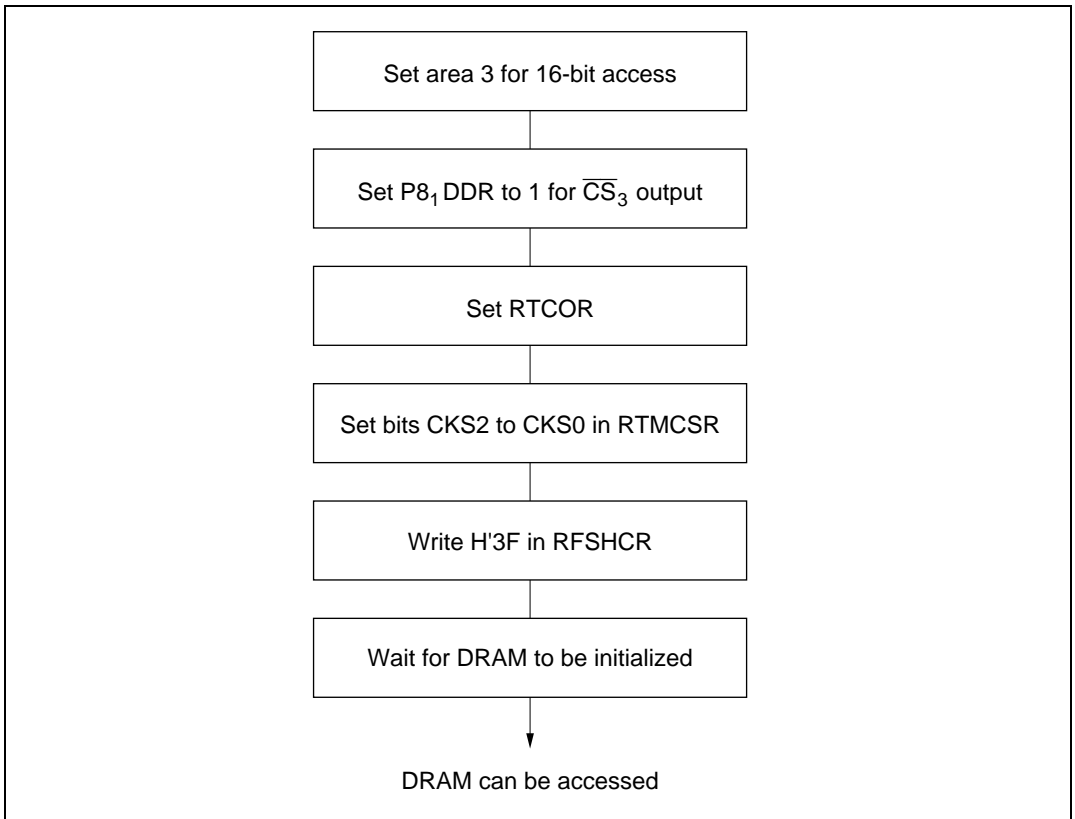 Set area 3 for 16-bit access
Set P8₁ DDR to 1 for C̅S̅₃ output
Set RTCOR
Set bits CKS2 to CKS0 in RTMCSR
Write H'3F in RFSHCR
Wait for DRAM to be initialized
DRAM can be accessed